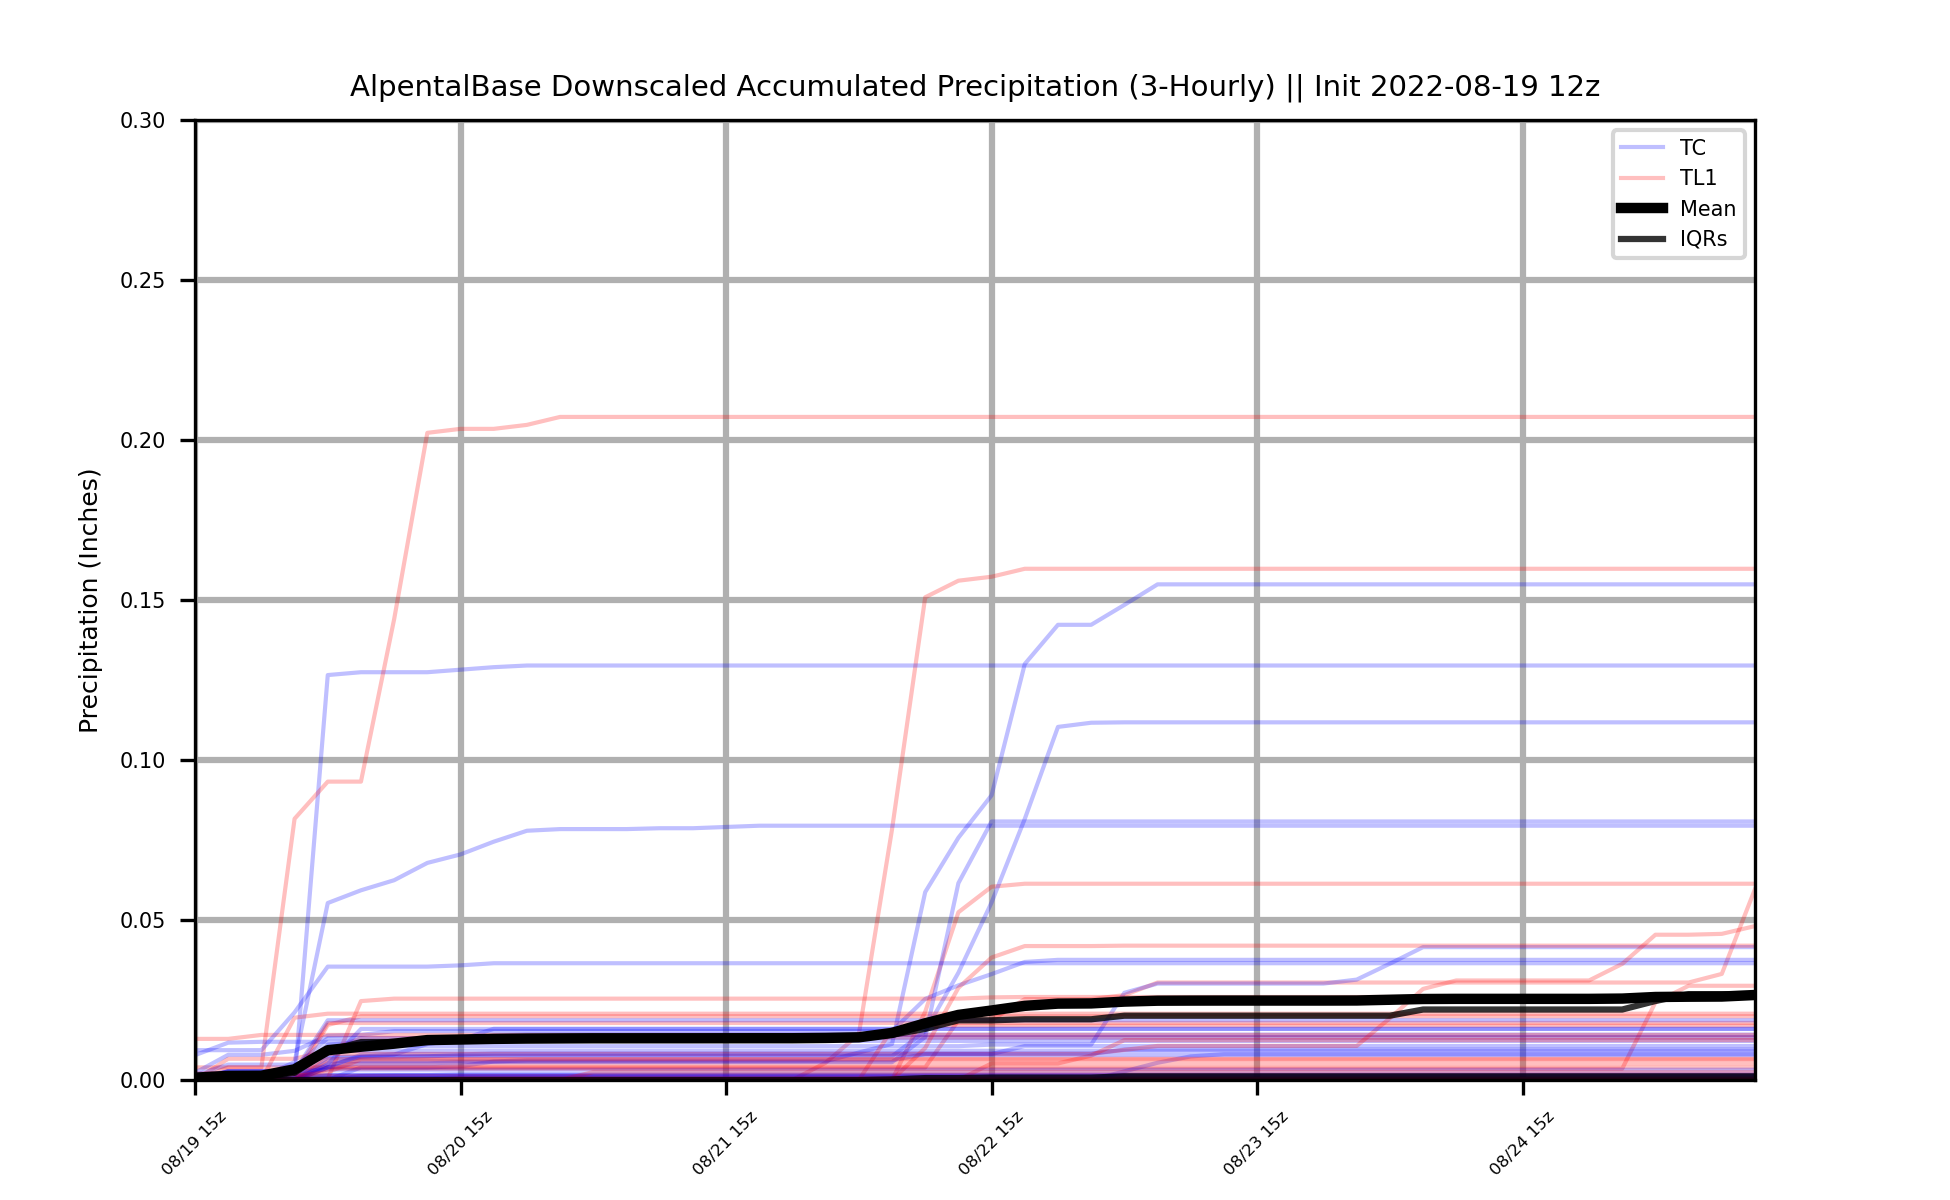 AlpentalBase Downscaled Accumulated Precipitation (3-Hourly) || Init 2022-08-19 12z
TC
TL1
Mean
IQRs
Precipitation (Inches)
0.30
0.25
0.20
0.15
0.10
0.05
0.00
08/19 15z
08/20 15z
08/21 15z
08/22 15z
08/23 15z
08/24 15z